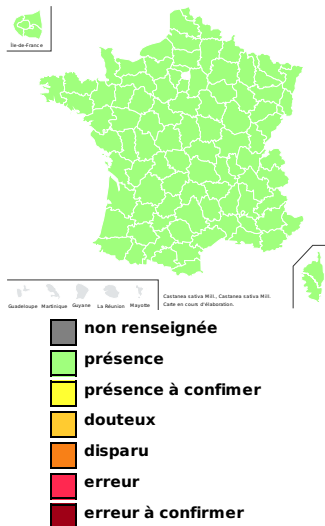 Île-de-France
Guadeloupe Martinique Guyane La Réunion Mayotte
Castanea sativa Mill., Castanea sativa Mill.
Carte en cours d'élaboration.
non renseignée
présence
présence à confimer
douteux
disparu
erreur
erreur à confirmer